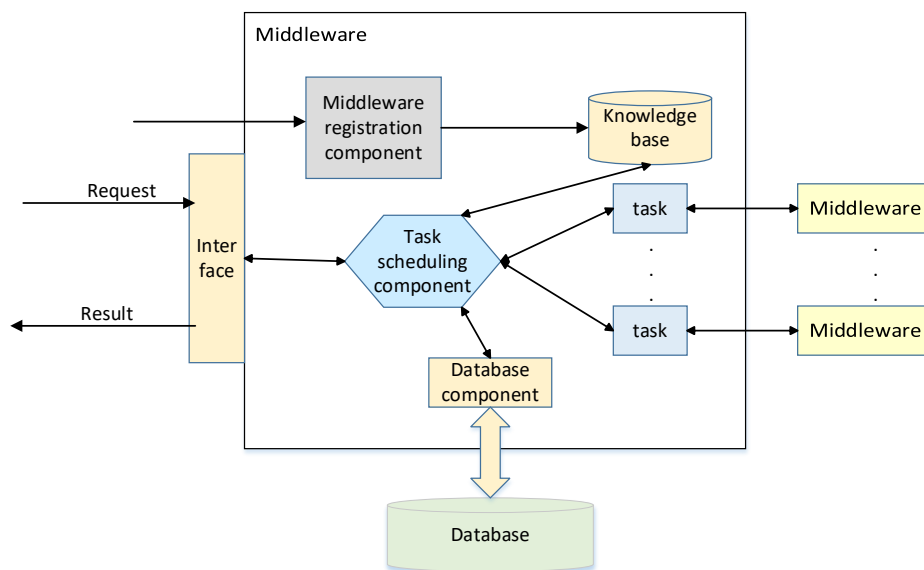 Middleware
Middleware
registration
component
Knowledge
base
Request
Inter
face
Task
scheduling
component
task
Middleware
.
.
.
.
.
.
Result
task
Middleware
Database
component
Database